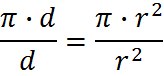 π · d / d = π · r² / r²